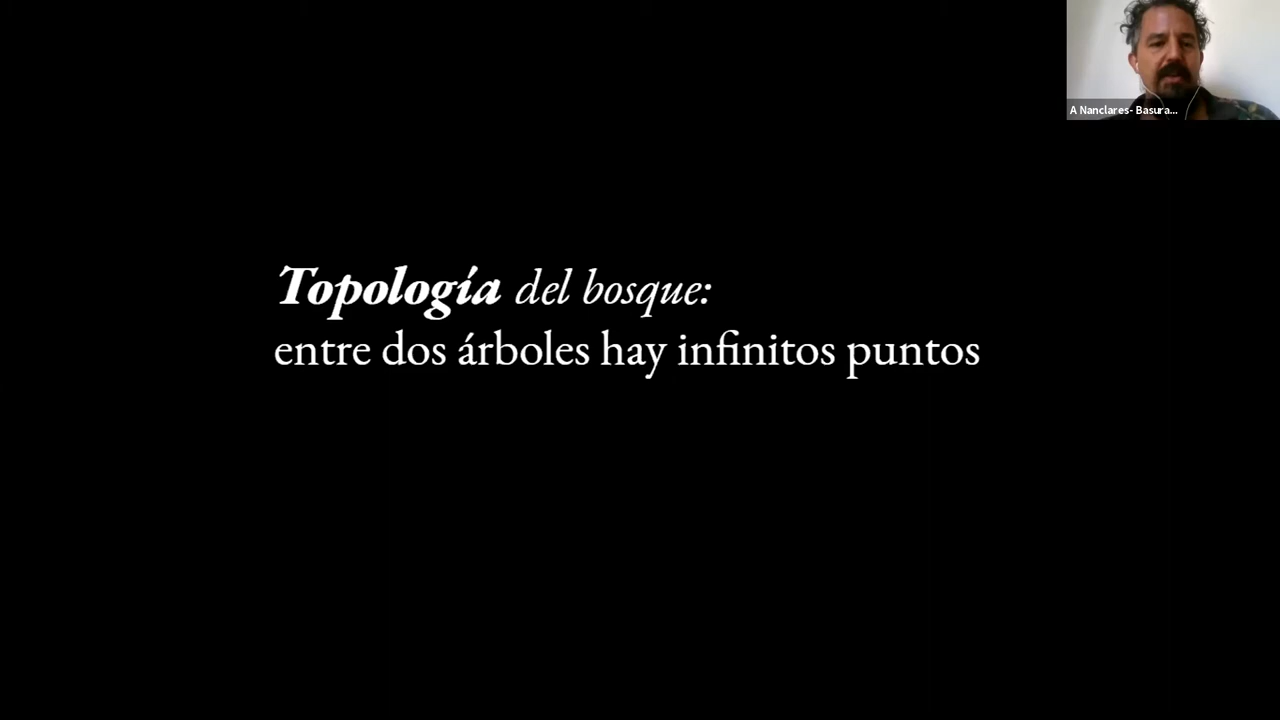 A Nanclares- Basura...
Topología del bosque:
entre dos árboles hay infinitos puntos